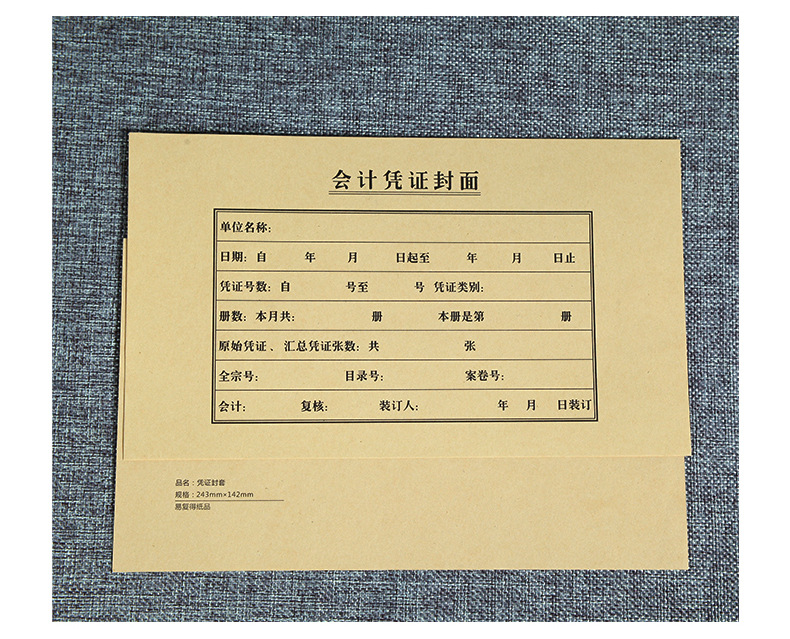 会计凭证封面
单位名称:
日期: 自 年 月 日起至 年 月 日止
凭证号数: 自 号至 号 凭证类别:
册数: 本月共: 册 本册是第 册
原始凭证、汇总凭证张数: 共 张
全宗号: 目录号: 案卷号:
会计: 复核: 装订人: 年 月 日装订
品名：凭证封套
规格：243mm×142mm
易复得纸品